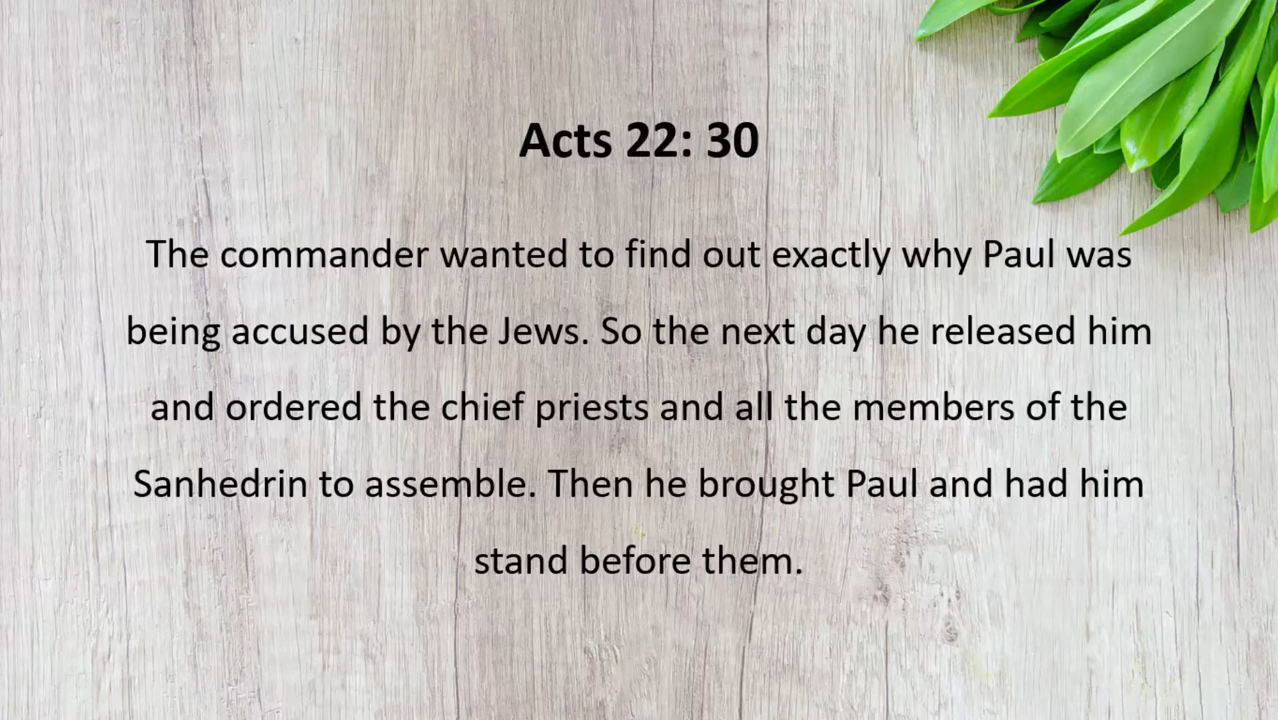 Acts 22: 30
The commander wanted to find out exactly why Paul was
being accused by the Jews. So the next day he released him
and ordered the chief priests and all the members of the
Sanhedrin to assemble. Then he brought Paul and had him
stand before them.